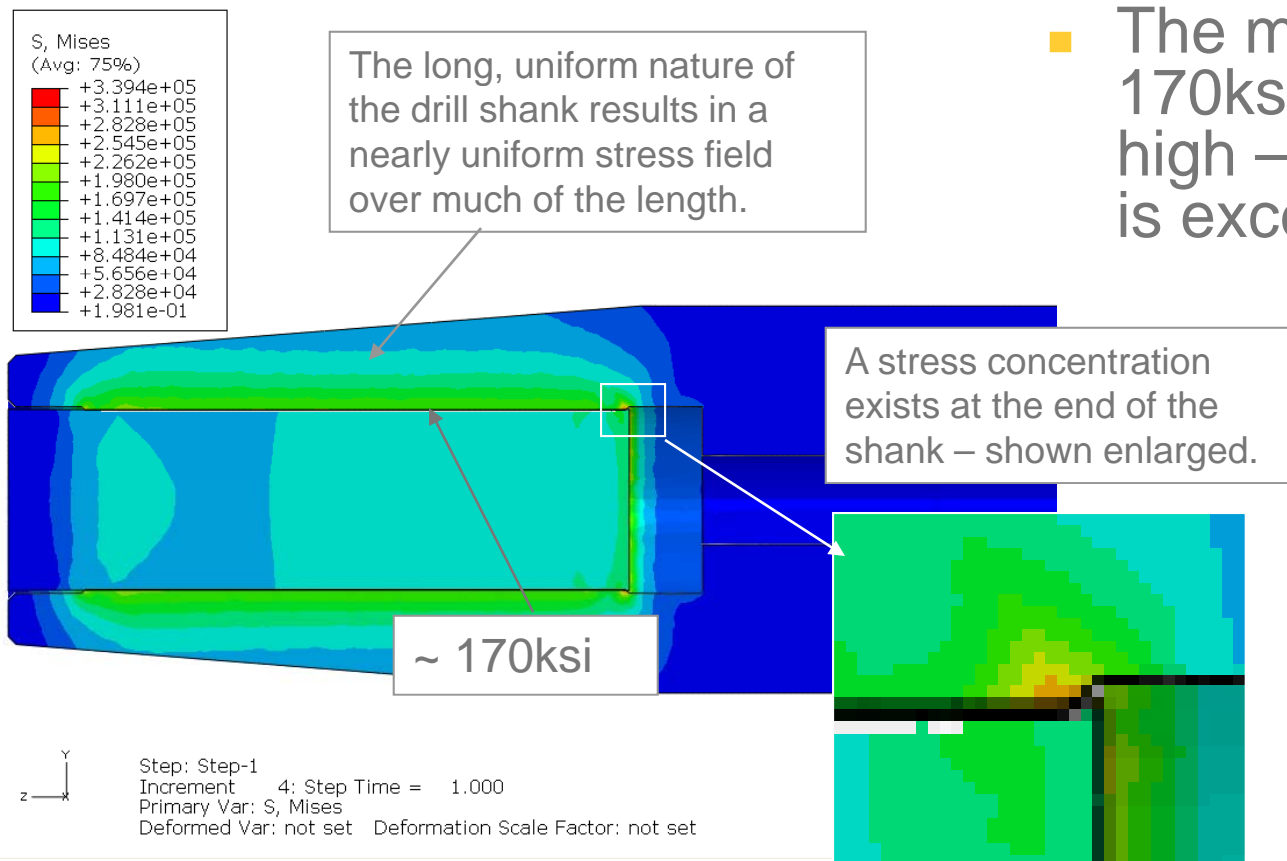 S, Mises
(Avg: 75%)
+3.394e+05
+3.111e+05
+2.828e+05
+2.545e+05
+2.262e+05
+1.980e+05
+1.697e+05
+1.414e+05
+1.131e+05
+8.484e+04
+5.656e+04
+2.828e+04
+1.981e-01
The long, uniform nature of
the drill shank results in a
nearly uniform stress field
over much of the length.
■ The m
170ks
high –
is exc
A stress concentration
exists at the end of the
shank – shown enlarged.
~ 170ksi
Y
Z X
Step: Step-1
Increment 4: Step Time = 1.000
Primary Var: S, Mises
Deformed Var: not set Deformation Scale Factor: not set